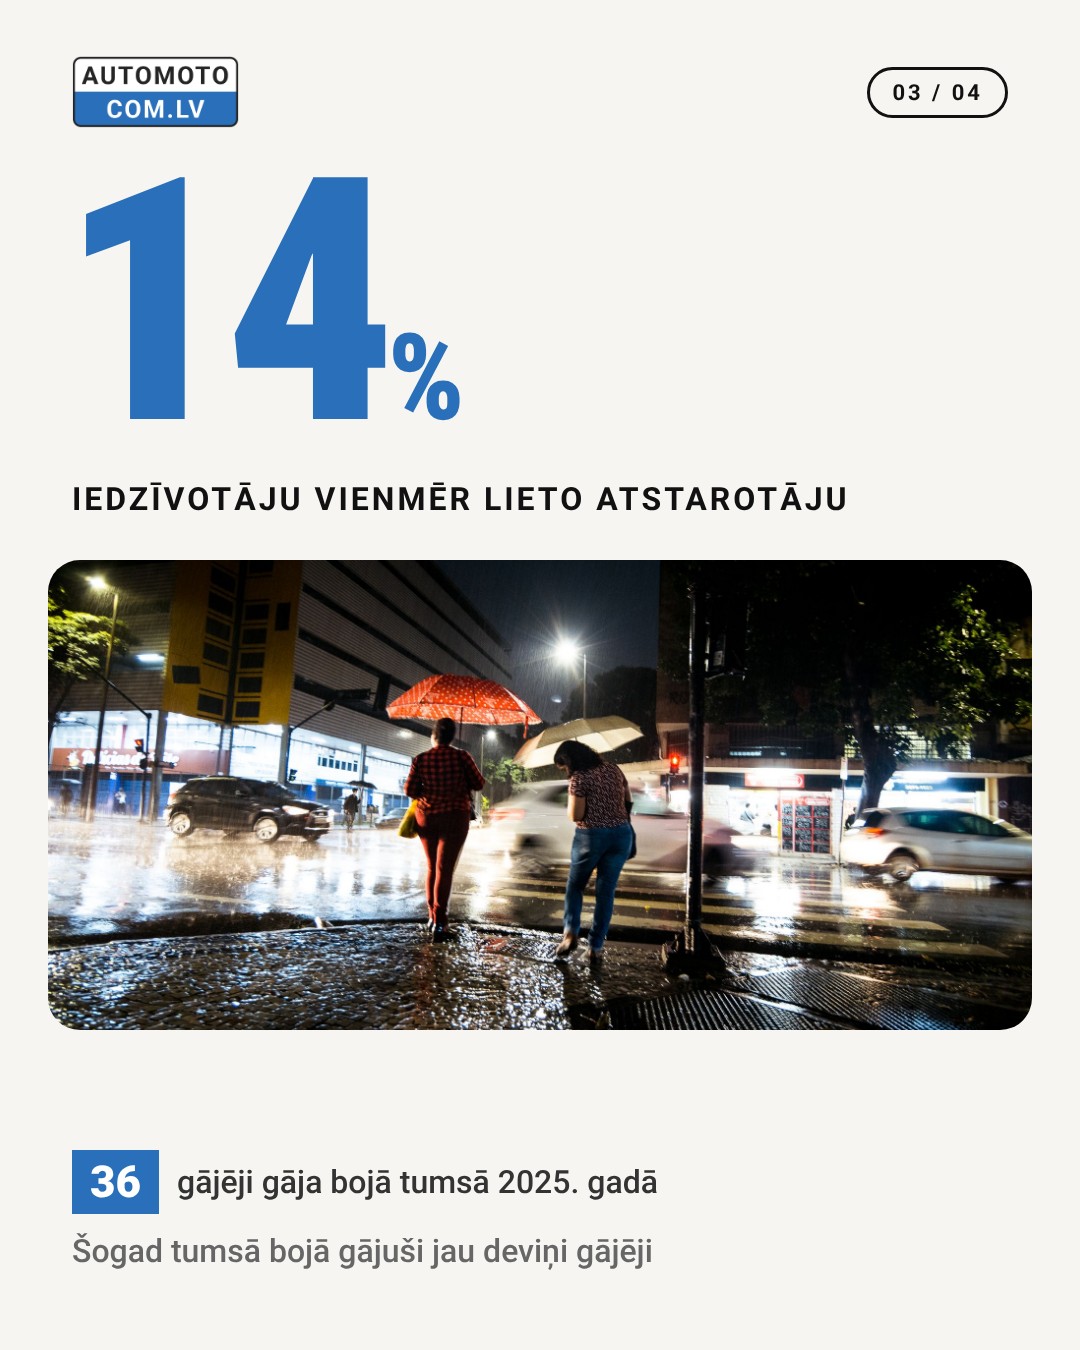 AUTOMOTO
COM.LV
03 / 04
14%
IEDZĪVOTĀJU VIENMĒR LIETO ATSTAROTĀJU
36 gājēji gāja bojā tumsā 2025. gadā
Šogad tumsā bojā gājuši jau deviņi gājēji